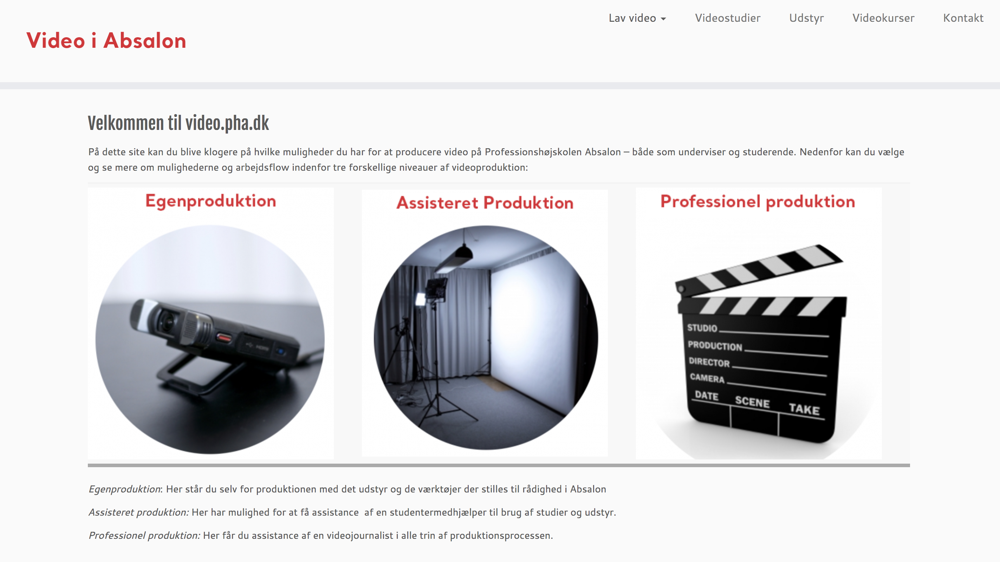 Lav video Videostudier Udstyr Videokurser Kontakt
Video i Absalon
Velkommen til video.pha.dk
På dette site kan du blive klogere på hvilke muligheder du har for at producere video på Professionshøjskolen Absalon – både som underviser og studerende. Nedenfor kan du vælge
og se mere om mulighederne og arbejdsflow indenfor tre forskellige niveauer af videoproduktion:
Egenproduktion
Assisteret Produktion
Professionel produktion
HDMI
STUDIO
PRODUCTION
DIRECTOR
CAMERA
DATE SCENE TAKE
Egenproduktion: Her står du selv for produktionen med det udstyr og de værktøjer der stilles til rådighed i Absalon
Assisteret produktion: Her har mulighed for at få assistance  af en studentermedhjælper til brug af studier og udstyr.
Professionel produktion: Her får du assistance af en videojournalist i alle trin af produktionsprocessen.